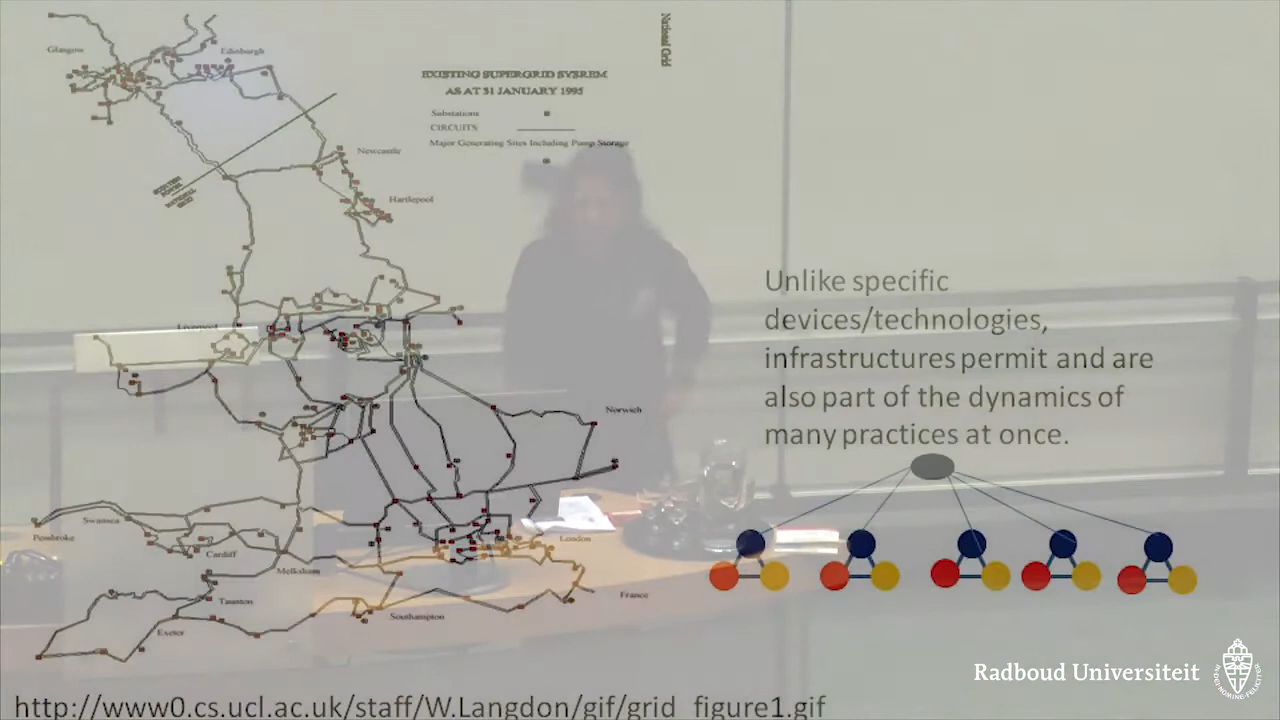 National Grid
Glasgow
Edinburgh
EXISTING SUPERGRID SYSREM
AS AT 31 JANUARY 1995
Substations
CIRCUITS
Major Generating Sites Including Pump Storage
Newcastle
Hartlepool
Liverpool
Norwich
Swansea
Pembroke
Cardiff
London
Melksham
Taunton
France
Southampton
Exeter
Unlike specific
devices/technologies,
infrastructures permit and are
also part of the dynamics of
many practices at once.
Radboud Universiteit
http://www0.cs.ucl.ac.uk/staff/W.Langdon/gif/grid_figure1.gif